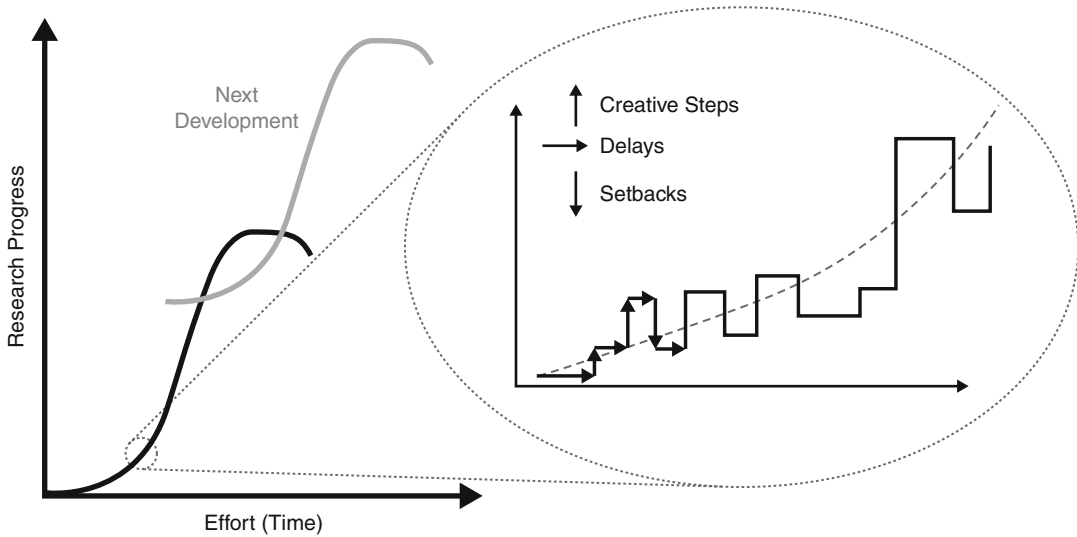 Next
Development
Research Progress
Effort (Time)
Creative Steps
Delays
Setbacks